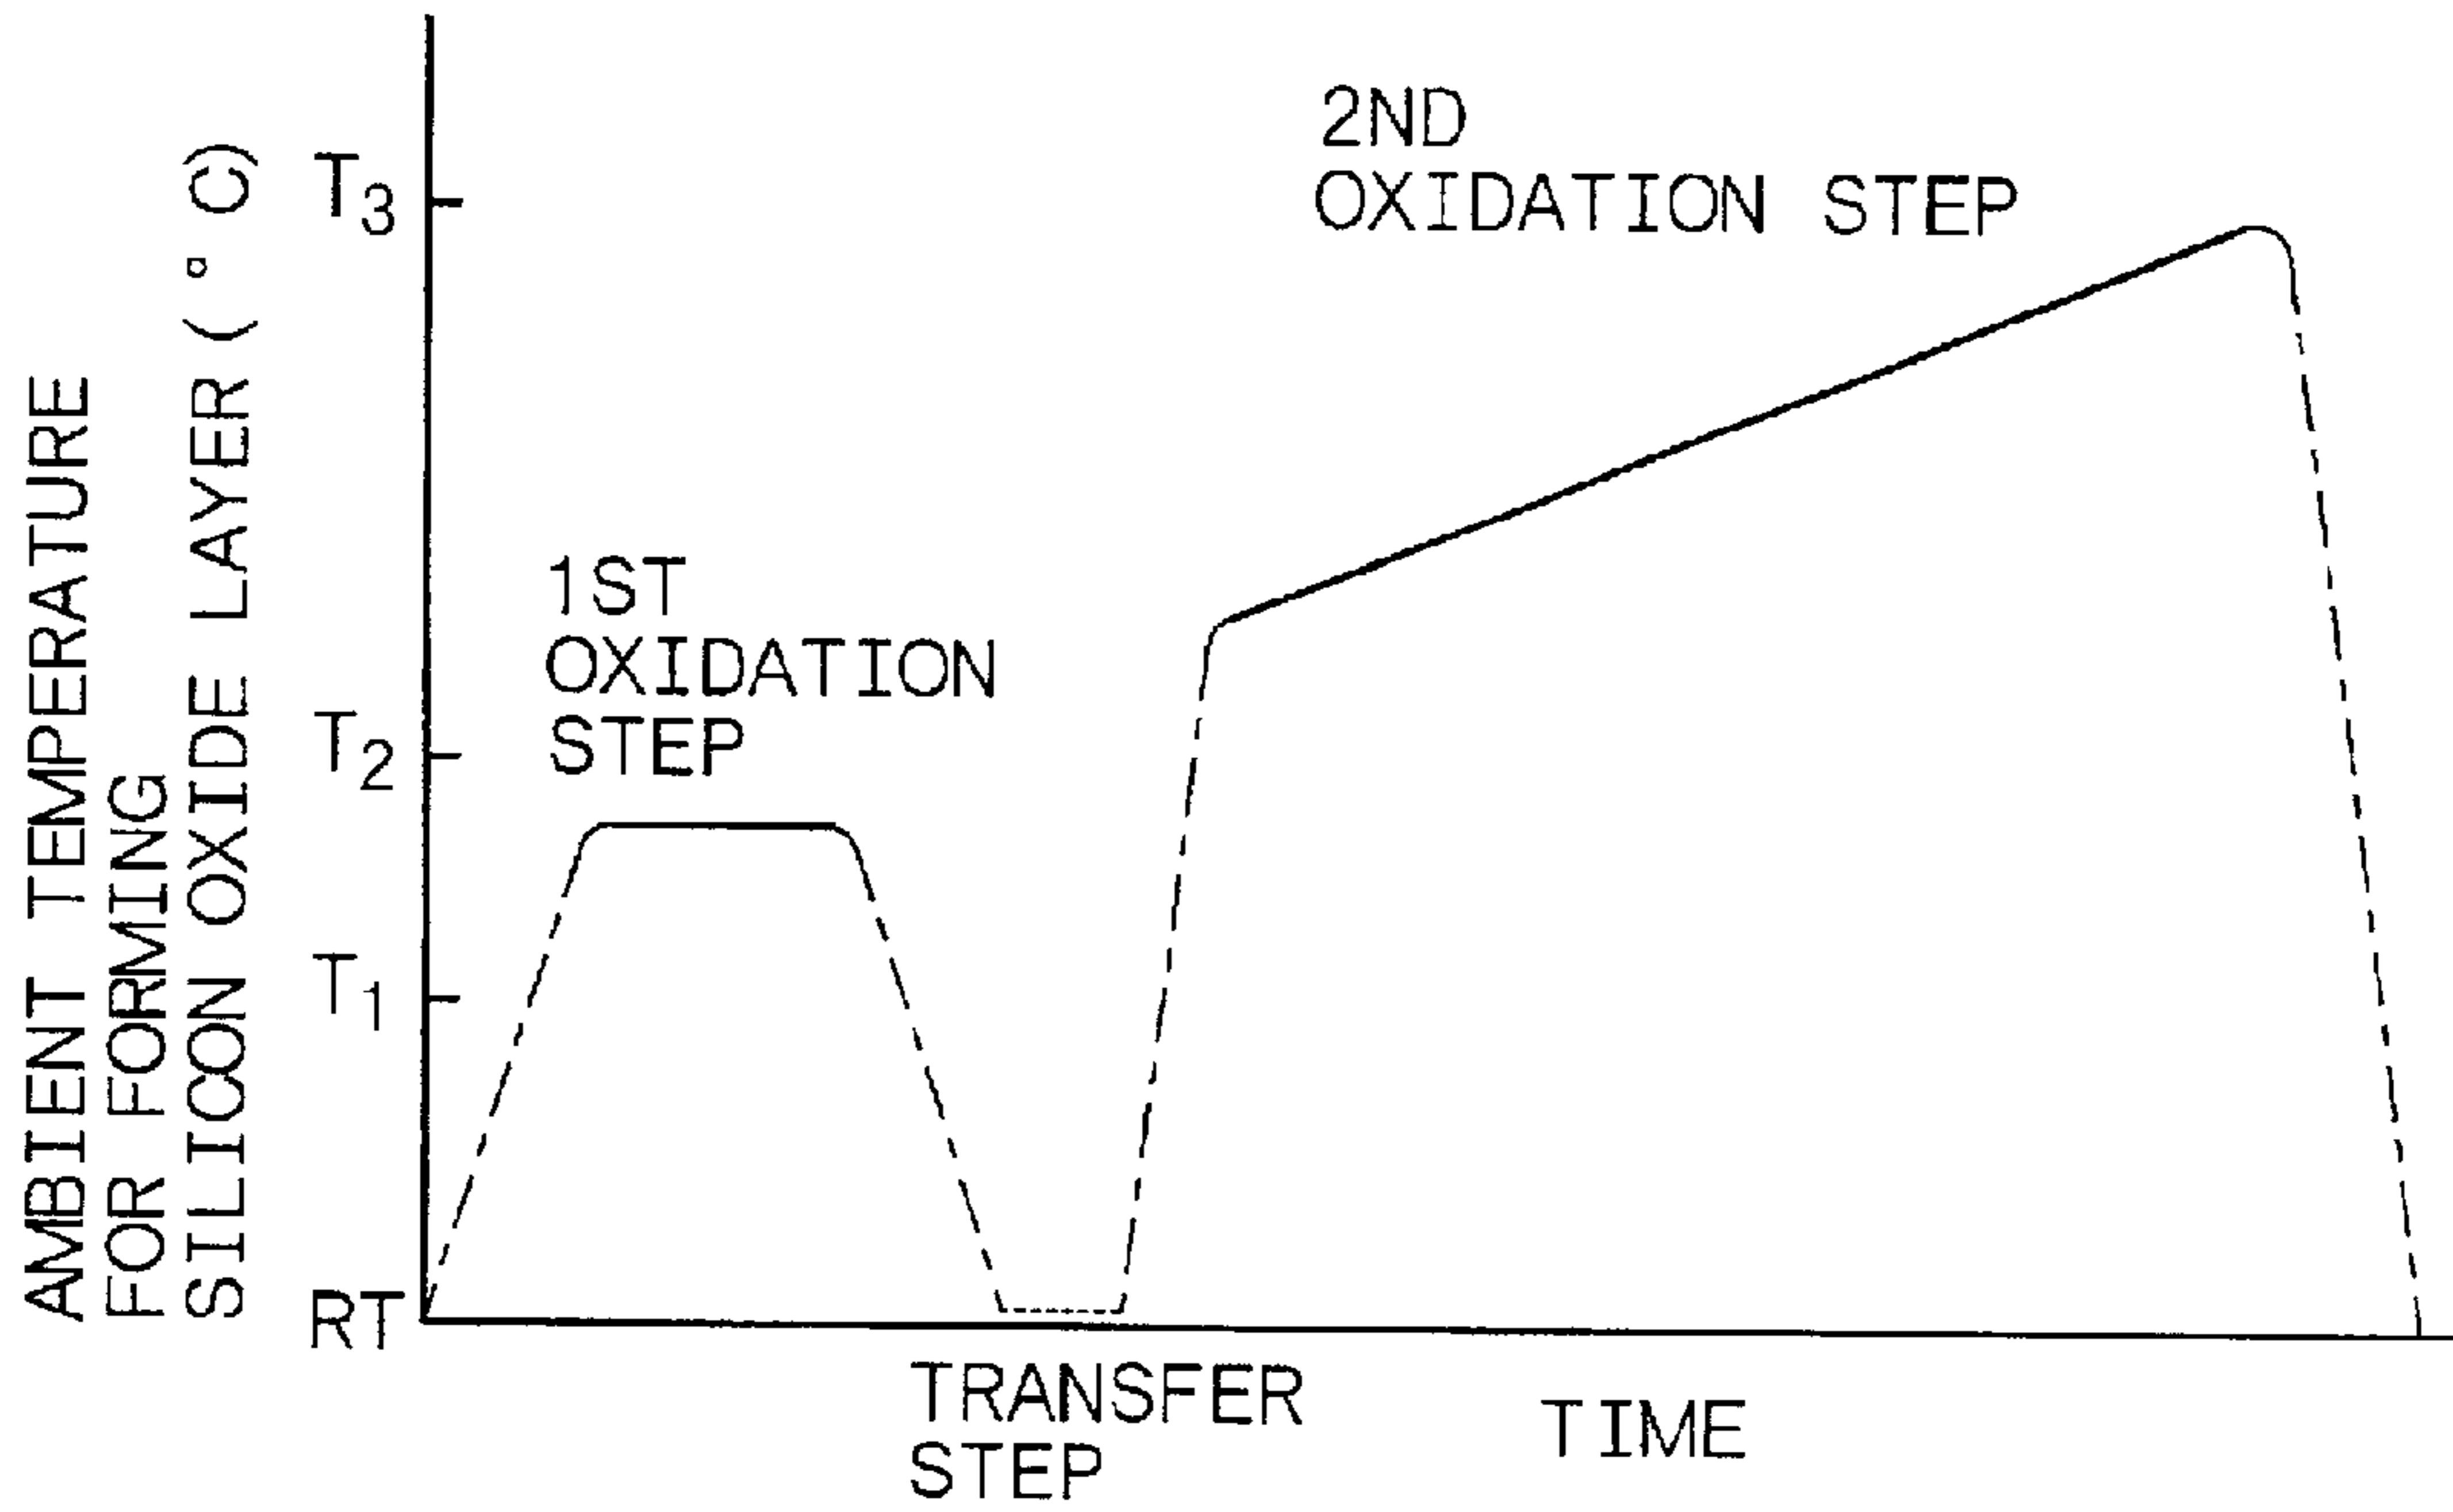 AMBIENT TEMPERATURE
FOR FORMING
SILICON OXIDE LAYER (°C)
T3
T2
T1
RT
1ST
OXIDATION
STEP
2ND
OXIDATION STEP
TRANSFER
STEP
TIME